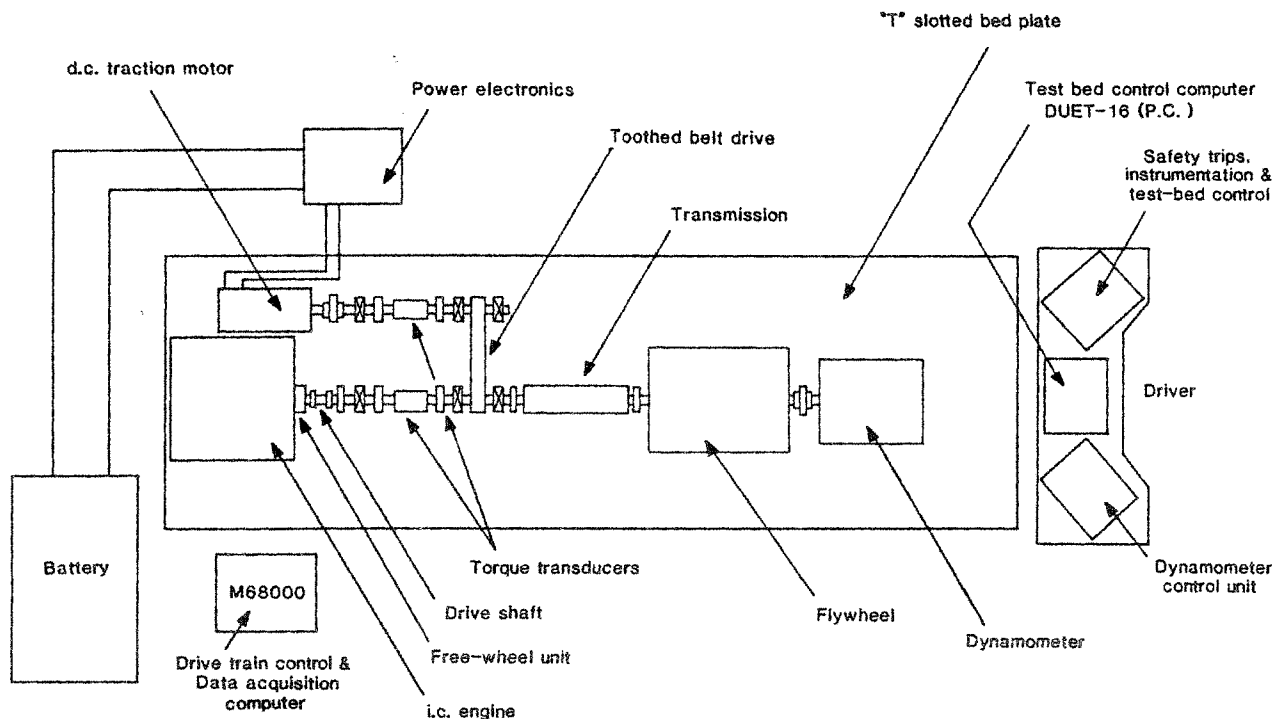 "T" slotted bed plate
d.c. traction motor
Power electronics
Test bed control computer
DUET-16 (P.C.)
Toothed belt drive
Safety trips,
instrumentation &
test-bed control
Transmission
Driver
Battery
M68000
Torque transducers
Dynamometer
control unit
Drive shaft
Flywheel
Dynamometer
Free-wheel unit
Drive train control &
Data acquisition
computer
i.c. engine